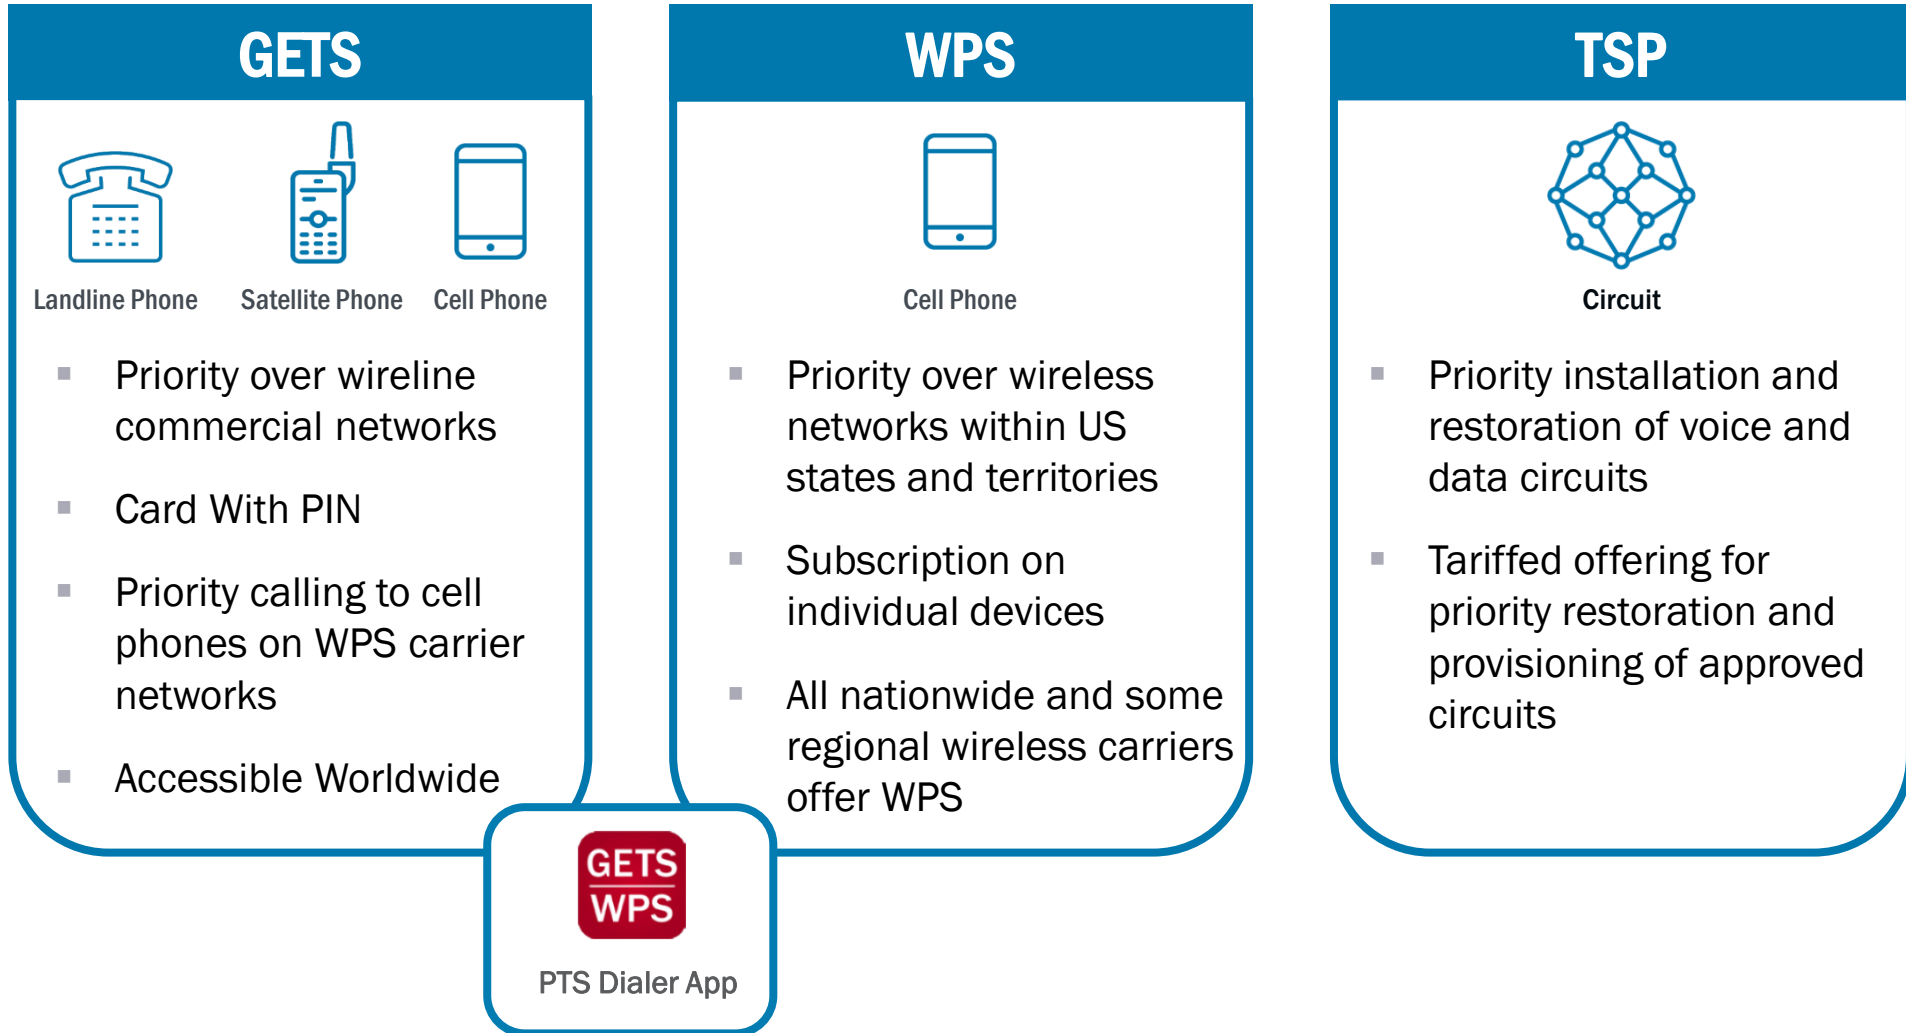 GETS
Landline Phone
Satellite Phone
Cell Phone
▪ Priority over wireline
commercial networks
▪ Card With PIN
▪ Priority calling to cell
phones on WPS carrier
networks
▪ Accessible Worldwide
WPS
Cell Phone
▪ Priority over wireless
networks within US
states and territories
▪ Subscription on
individual devices
▪ All nationwide and some
regional wireless carriers
offer WPS
GETS
WPS
PTS Dialer App
TSP
Circuit
▪ Priority installation and
restoration of voice and
data circuits
▪ Tariffed offering for
priority restoration and
provisioning of approved
circuits